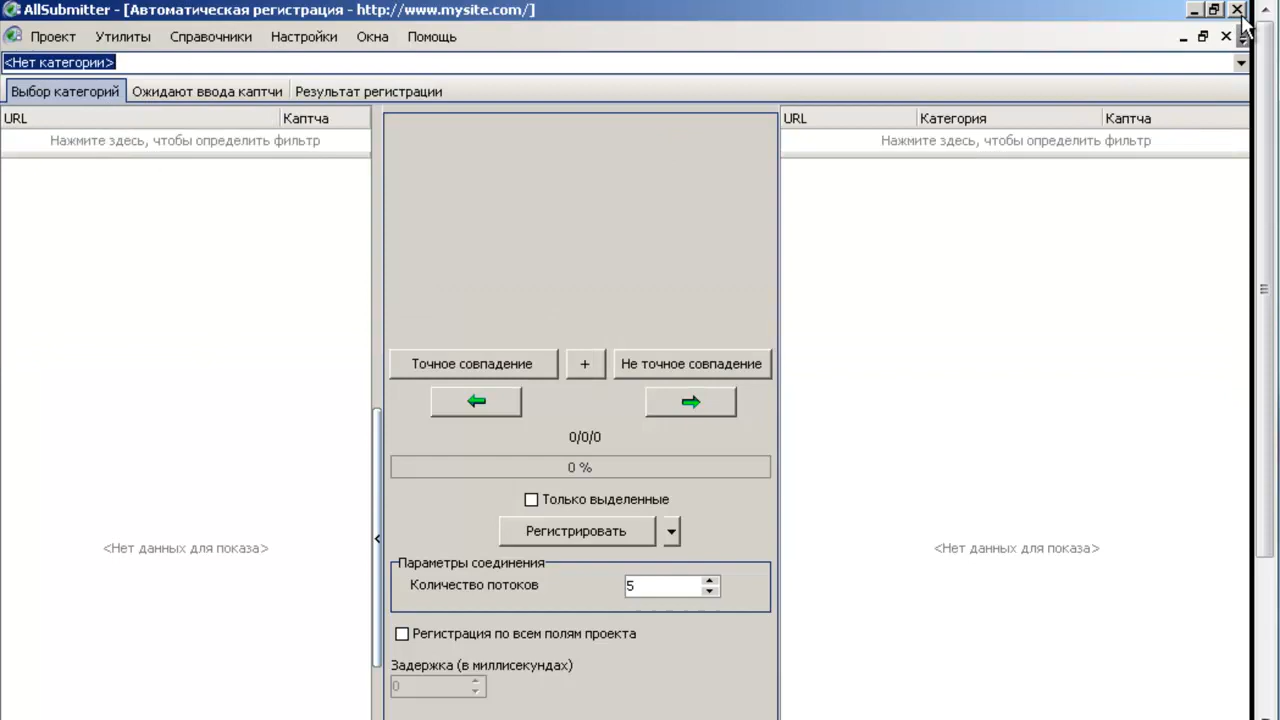 AllSubmitter - [Автоматическая регистрация - http://www.mysite.com/]
Проект Утилиты Справочники Настройки Окна Помощь
<Нет категории>
Выбор категорий Ожидают ввода каптчи Результат регистрации
URL Каптча URL Категория Каптча
Нажмите здесь, чтобы определить фильтр Нажмите здесь, чтобы определить фильтр
Точное совпадение + Не точное совпадение
0/0/0
0 %
Только выделенные
Регистрировать
<Нет данных для показа> <Нет данных для показа>
Параметры соединения
Количество потоков 5
Регистрация по всем полям проекта
Задержка (в миллисекундах)
0